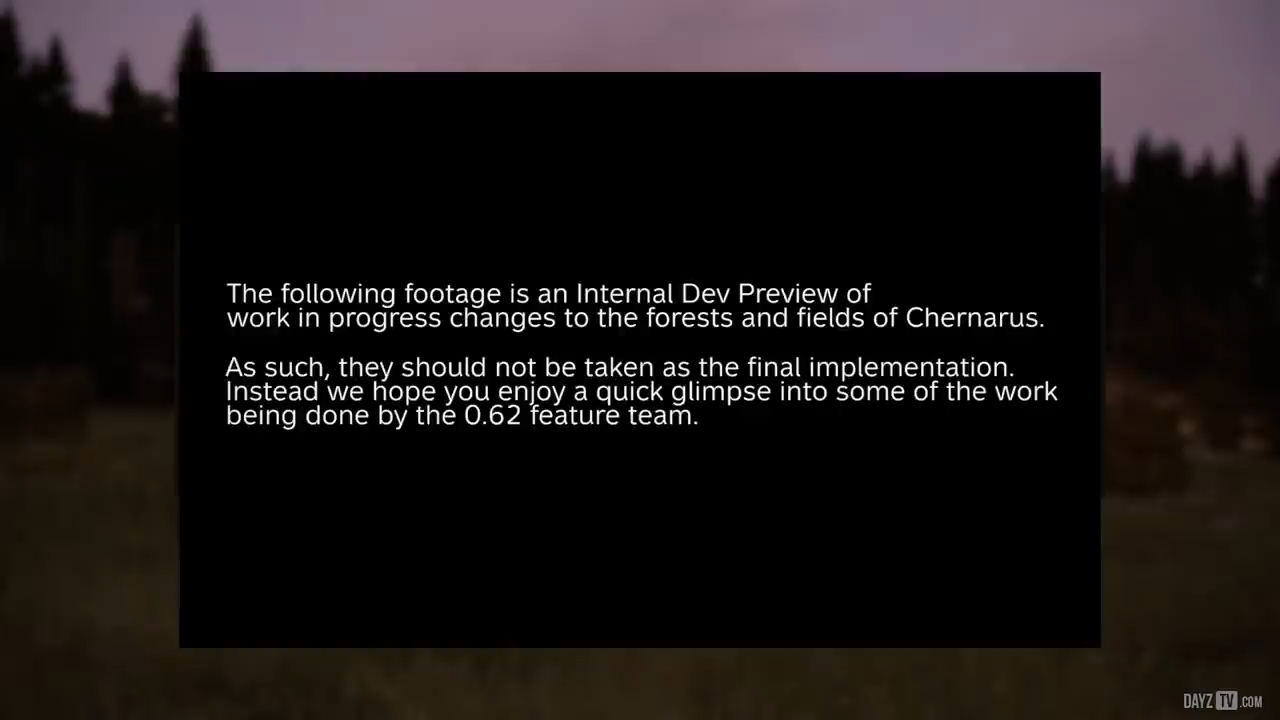 The following footage is an Internal Dev Preview of
work in progress changes to the forests and fields of Chernarus.
As such, they should not be taken as the final implementation.
Instead we hope you enjoy a quick glimpse into some of the work
being done by the 0.62 feature team.
DAYZ TV .COM